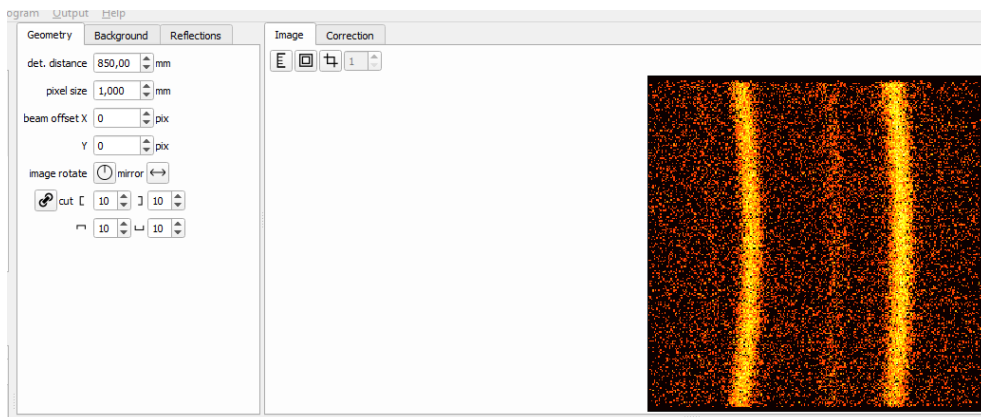 ogram Output Help
Geometry Background Reflections
Image Correction
det. distance 850,00 mm
1
pixel size 1,000 mm
beam offset X 0 pix
Y 0 pix
image rotate mirror
cut 10 10
10 10